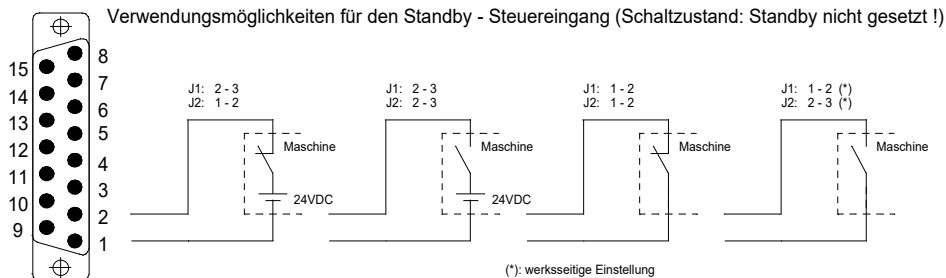 Verwendungsmöglichkeiten für den Standby - Steuereingang (Schaltzustand: Standby nicht gesetzt !)
15
14
13
12
11
10
9
8
7
6
5
4
3
2
1
J1: 2 - 3
J2: 1 - 2
Maschine
24VDC
J1: 2 - 3
J2: 2 - 3
Maschine
24VDC
J1: 1 - 2
J2: 1 - 2
Maschine
J1: 1 - 2 (*)
J2: 2 - 3 (*)
Maschine
(*): werksseitige Einstellung